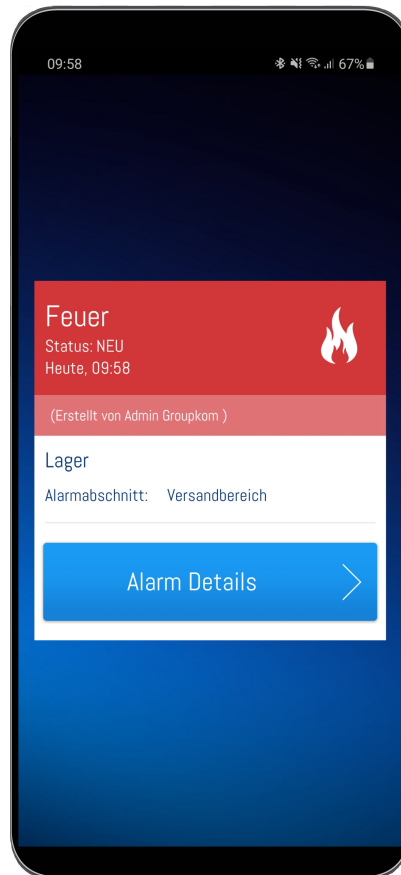 09:58 67%
Feuer
Status: NEU
Heute, 09:58
(Erstellt von Admin Groupkom )
Lager
Alarmabschnitt: Versandbereich
Alarm Details